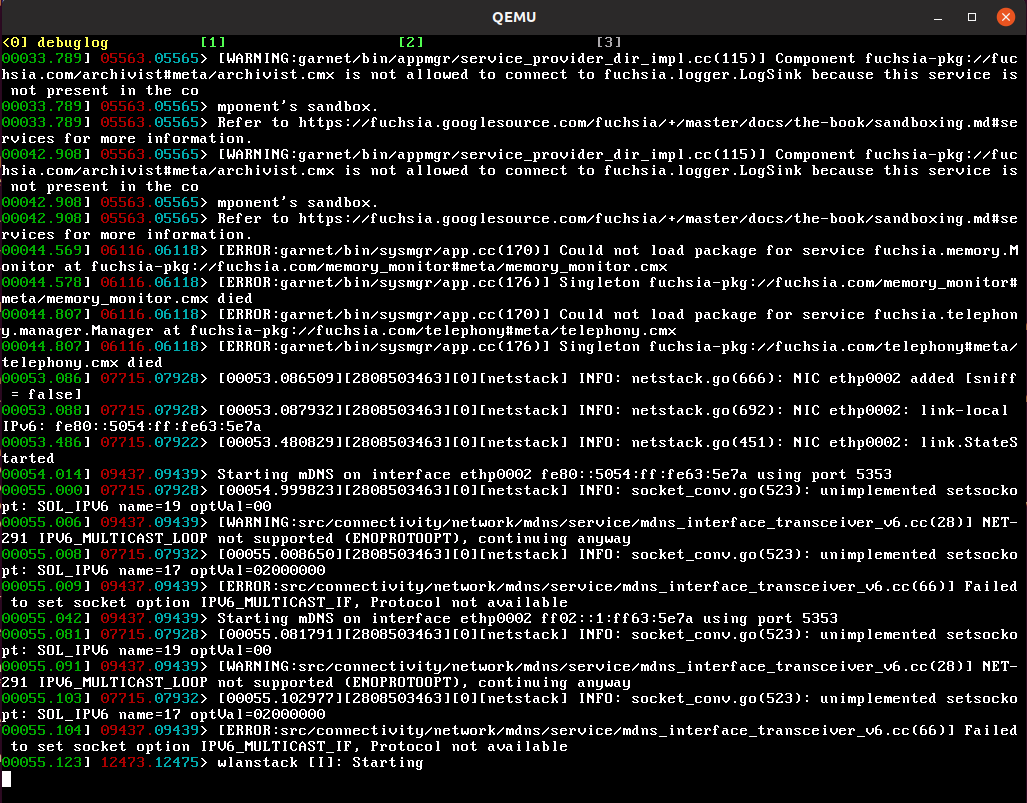 QEMU
<0] debuglog [1] [2] [3]
00033.789] 05563.05565> [WARNING:garnet/bin/appmgr/service_provider_dir_impl.cc(115)] Component fuchsia-pkg://fuc
hsia.com/archivist#meta/archivist.cmx is not allowed to connect to fuchsia.logger.LogSink because this service is
not present in the co
00033.789] 05563.05565> mponent's sandbox.
00033.789] 05563.05565> Refer to https://fuchsia.googlesource.com/fuchsia/+/master/docs/the-book/sandboxing.md#se
rvices for more information.
00042.908] 05563.05565> [WARNING:garnet/bin/appmgr/service_provider_dir_impl.cc(115)] Component fuchsia-pkg://fuc
hsia.com/archivist#meta/archivist.cmx is not allowed to connect to fuchsia.logger.LogSink because this service is
not present in the co
00042.908] 05563.05565> mponent's sandbox.
00042.908] 05563.05565> Refer to https://fuchsia.googlesource.com/fuchsia/+/master/docs/the-book/sandboxing.md#se
rvices for more information.
00044.569] 06116.06118> [ERROR:garnet/bin/sysmgr/app.cc(170)] Could not load package for service fuchsia.memory.M
onitor at fuchsia-pkg://fuchsia.com/memory_monitor#meta/memory_monitor.cmx
00044.578] 06116.06118> [ERROR:garnet/bin/sysmgr/app.cc(176)] Singleton fuchsia-pkg://fuchsia.com/memory_monitor#
meta/memory_monitor.cmx died
00044.807] 06116.06118> [ERROR:garnet/bin/sysmgr/app.cc(170)] Could not load package for service fuchsia.telephon
y.manager.Manager at fuchsia-pkg://fuchsia.com/telephony#meta/telephony.cmx
00044.807] 06116.06118> [ERROR:garnet/bin/sysmgr/app.cc(176)] Singleton fuchsia-pkg://fuchsia.com/telephony#meta/
telephony.cmx died
00053.086] 07715.07928> [00053.086509][2808503463][0][netstack] INFO: netstack.go(666): NIC ethp0002 added [sniff
= false]
00053.088] 07715.07928> [00053.087932][2808503463][0][netstack] INFO: netstack.go(692): NIC ethp0002: link-local
IPv6: fe80::5054:ff:fe63:5e7a
00053.486] 07715.07922> [00053.480829][2808503463][0][netstack] INFO: netstack.go(451): NIC ethp0002: link.StateS
tarted
00054.014] 09437.09439> Starting mDNS on interface ethp0002 fe80::5054:ff:fe63:5e7a using port 5353
00055.000] 07715.07928> [00054.999823][2808503463][0][netstack] INFO: socket_conv.go(523): unimplemented setsocko
pt: SOL_IPV6 name=19 optVal=00
00055.006] 09437.09439> [WARNING:src/connectivity/network/mdns/service/mdns_interface_transceiver_v6.cc(28)] NET-
291 IPV6_MULTICAST_LOOP not supported (ENOPROTOOPT), continuing anyway
00055.008] 07715.07932> [00055.008650][2808503463][0][netstack] INFO: socket_conv.go(523): unimplemented setsocko
pt: SOL_IPV6 name=17 optVal=02000000
00055.009] 09437.09439> [ERROR:src/connectivity/network/mdns/service/mdns_interface_transceiver_v6.cc(66)] Failed
to set socket option IPV6_MULTICAST_IF, Protocol not available
00055.042] 09437.09439> Starting mDNS on interface ethp0002 ff02::1:ff63:5e7a using port 5353
00055.081] 07715.07928> [00055.081791][2808503463][0][netstack] INFO: socket_conv.go(523): unimplemented setsocko
pt: SOL_IPV6 name=19 optVal=00
00055.091] 09437.09439> [WARNING:src/connectivity/network/mdns/service/mdns_interface_transceiver_v6.cc(28)] NET-
291 IPV6_MULTICAST_LOOP not supported (ENOPROTOOPT), continuing anyway
00055.103] 07715.07932> [00055.102977][2808503463][0][netstack] INFO: socket_conv.go(523): unimplemented setsocko
pt: SOL_IPV6 name=17 optVal=02000000
00055.104] 09437.09439> [ERROR:src/connectivity/network/mdns/service/mdns_interface_transceiver_v6.cc(66)] Failed
to set socket option IPV6_MULTICAST_IF, Protocol not available
00055.123] 12473.12475> wlanstack [I]: Starting